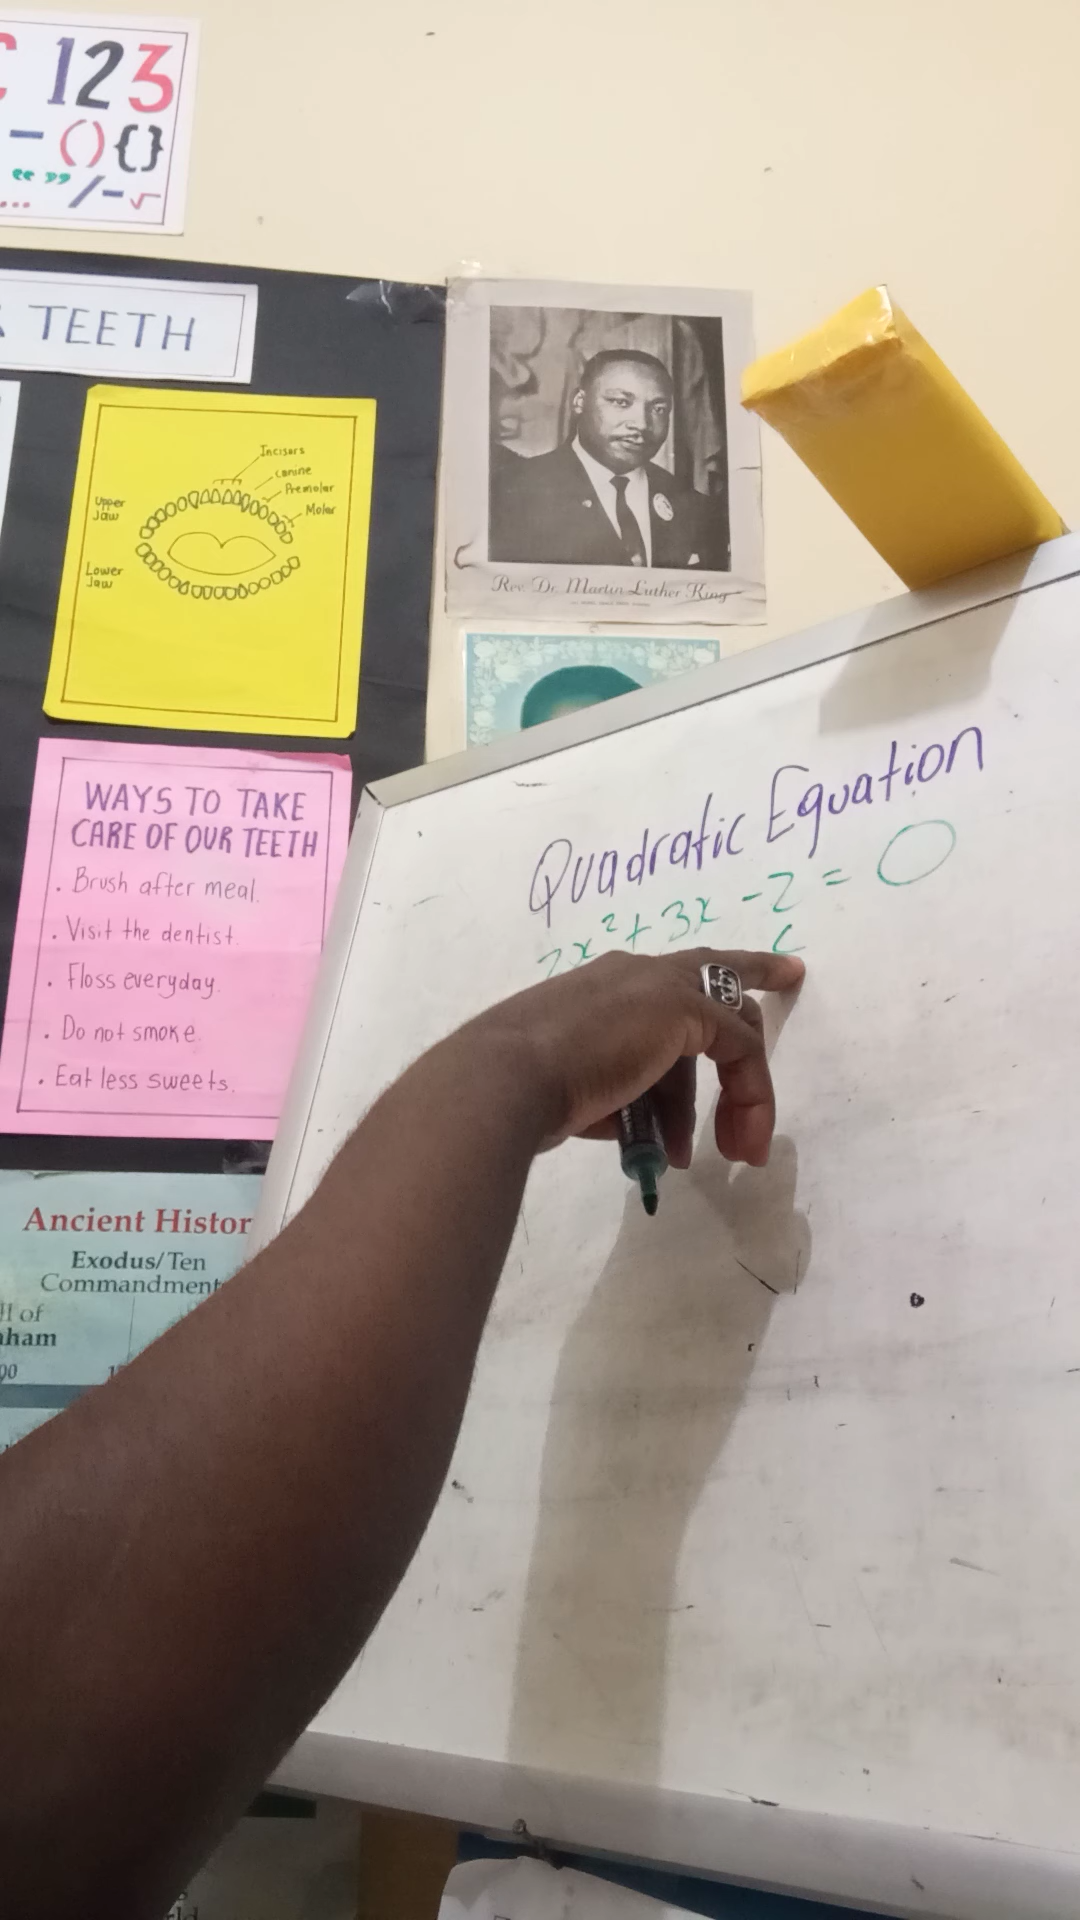 123
- () {}
“ ” / - √
...
TEETH
Incisors
Canine
Premolar
Molar
Upper
Jaw
Lower
Jaw
Rev. Dr. Martin Luther King
WAYS TO TAKE
CARE OF OUR TEETH
. Brush after meal.
. Visit the dentist.
. Floss everyday.
. Do not smoke.
. Eat less sweets.
Quadratic Equation
2x² + 3x - 2 = 0
c
Ancient Histor
Exodus/Ten
Commandment
of